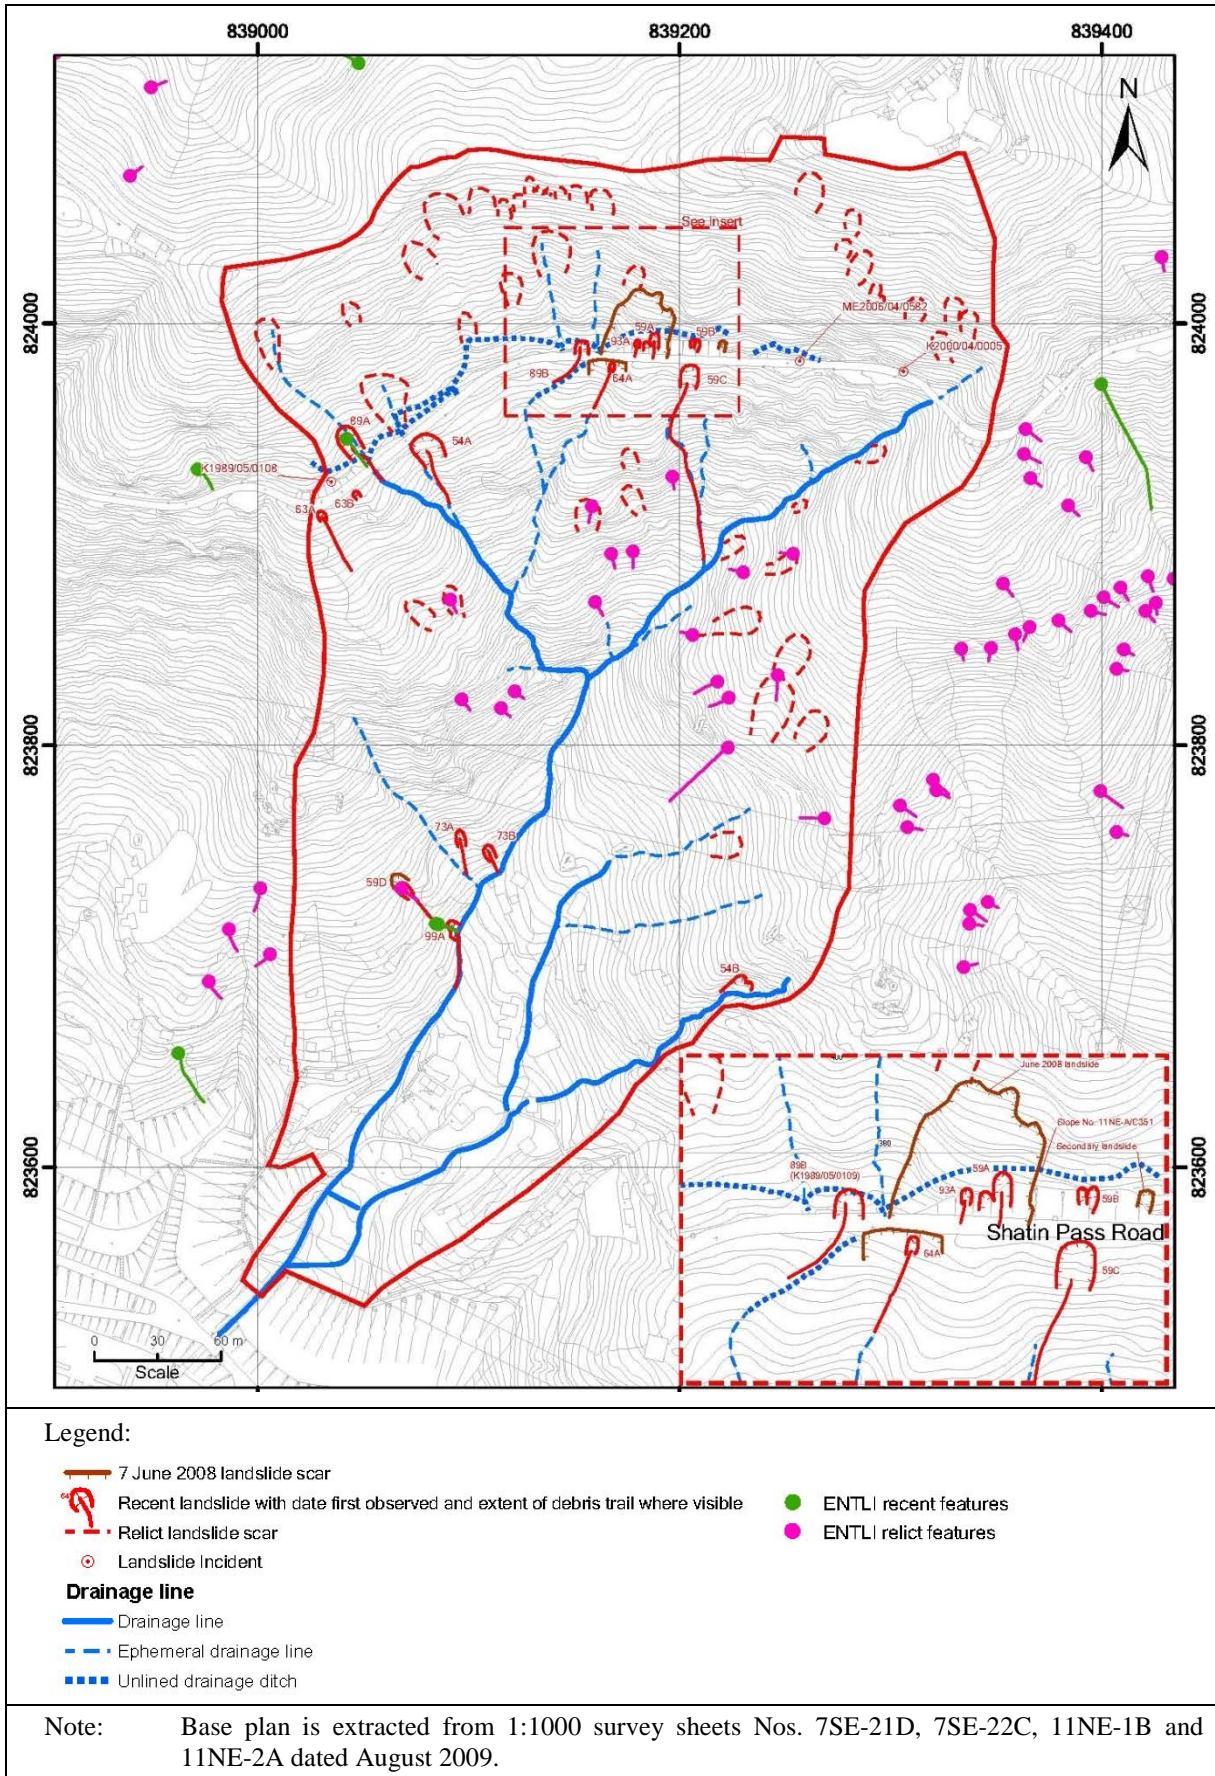 839000
839200
839400
N
See Insert
824000
824000
ME2006/04/0582
59A
59B
93A
K2000/04/0005
89B
64A
59C
89A
54A
K1989/05/0108
63B
63A
823800
823800
73A
73B
59D
99A
54B
June 2008 landslide
Slope No. 11NE-A/C351
Secondary landslide
380
89B
(K1989/05/0109)
59A
93A
59B
Shatin Pass Road
64A
59C
823600
823600
0 30 60 m
Scale
Legend:
7 June 2008 landslide scar
Recent landslide with date first observed and extent of debris trail where visible
ENTLI recent features
Relict landslide scar
ENTLI relict features
Landslide Incident
Drainage line
Drainage line
Ephemeral drainage line
Unlined drainage ditch
Note: Base plan is extracted from 1:1000 survey sheets Nos. 7SE-21D, 7SE-22C, 11NE-1B and
11NE-2A dated August 2009.